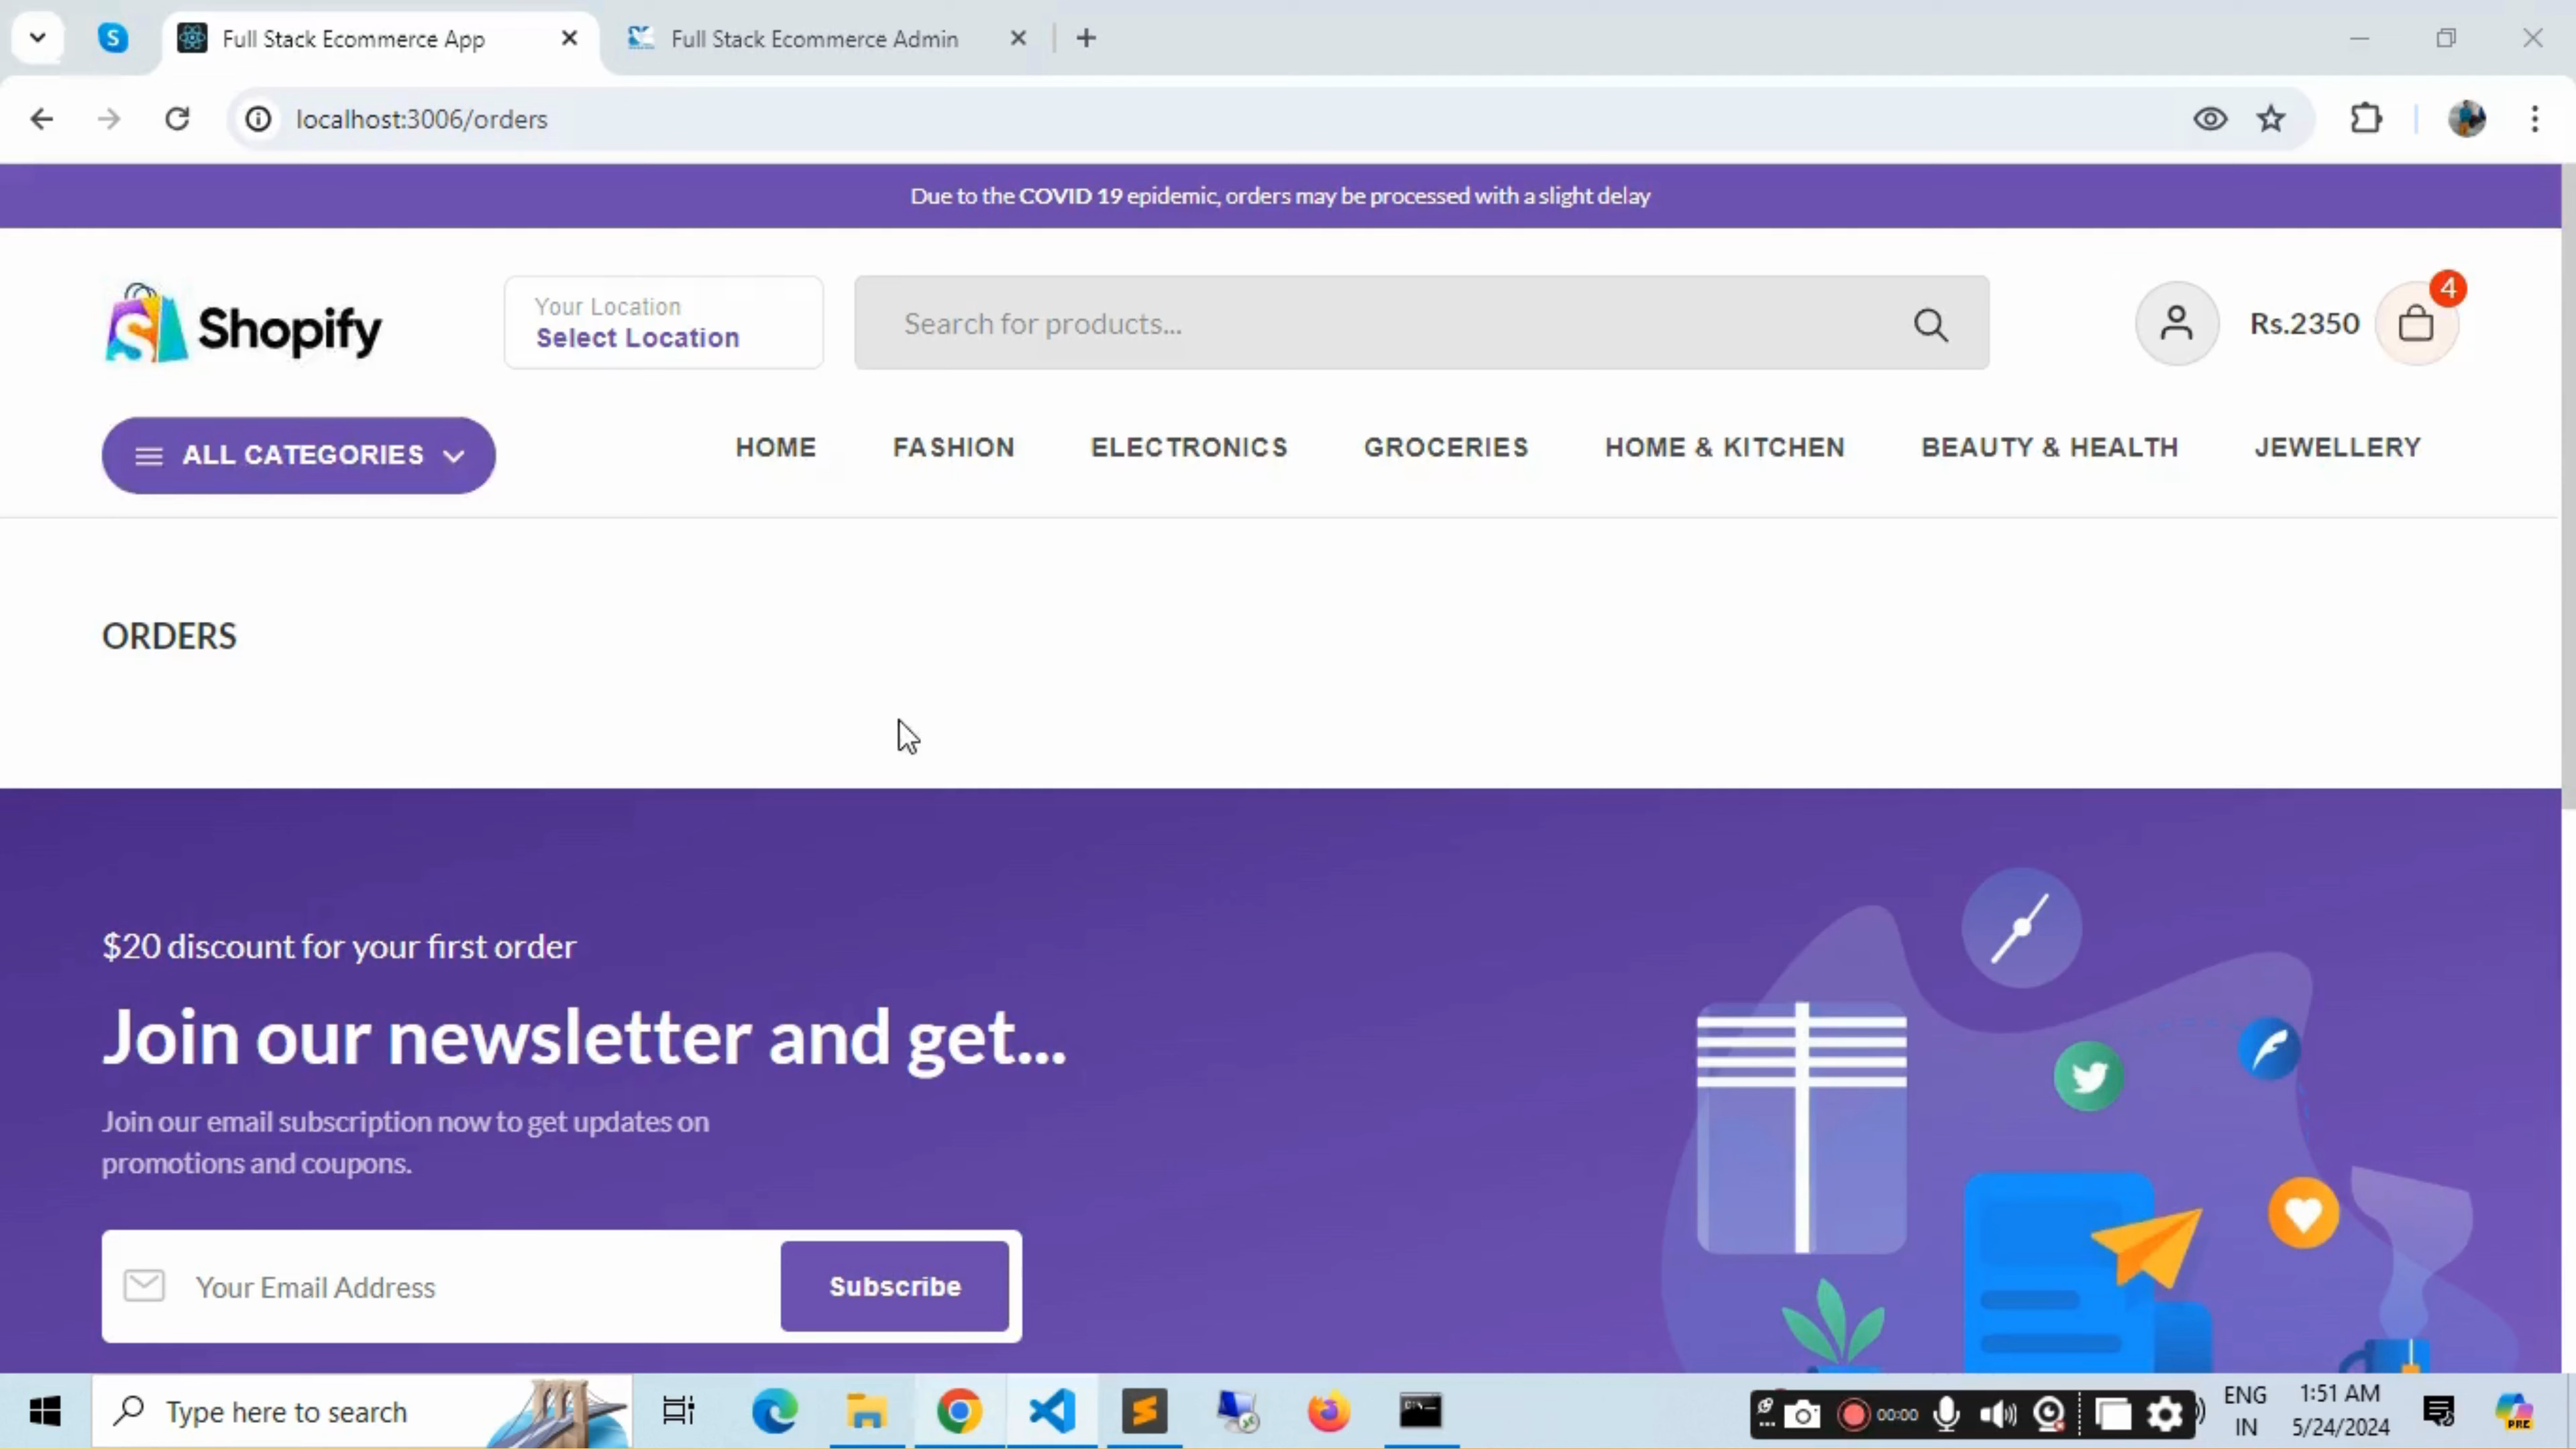 Full Stack Ecommerce App
Full Stack Ecommerce Admin
localhost:3006/orders
Due to the COVID 19 epidemic, orders may be processed with a slight delay
Shopify
Your Location
Select Location
Search for products...
Rs.2350
4
ALL CATEGORIES
HOME
FASHION
ELECTRONICS
GROCERIES
HOME & KITCHEN
BEAUTY & HEALTH
JEWELLERY
ORDERS
$20 discount for your first order
Join our newsletter and get...
Join our email subscription now to get updates on
promotions and coupons.
Your Email Address
Subscribe
Type here to search
00:00
ENG
IN
1:51 AM
5/24/2024
PRE